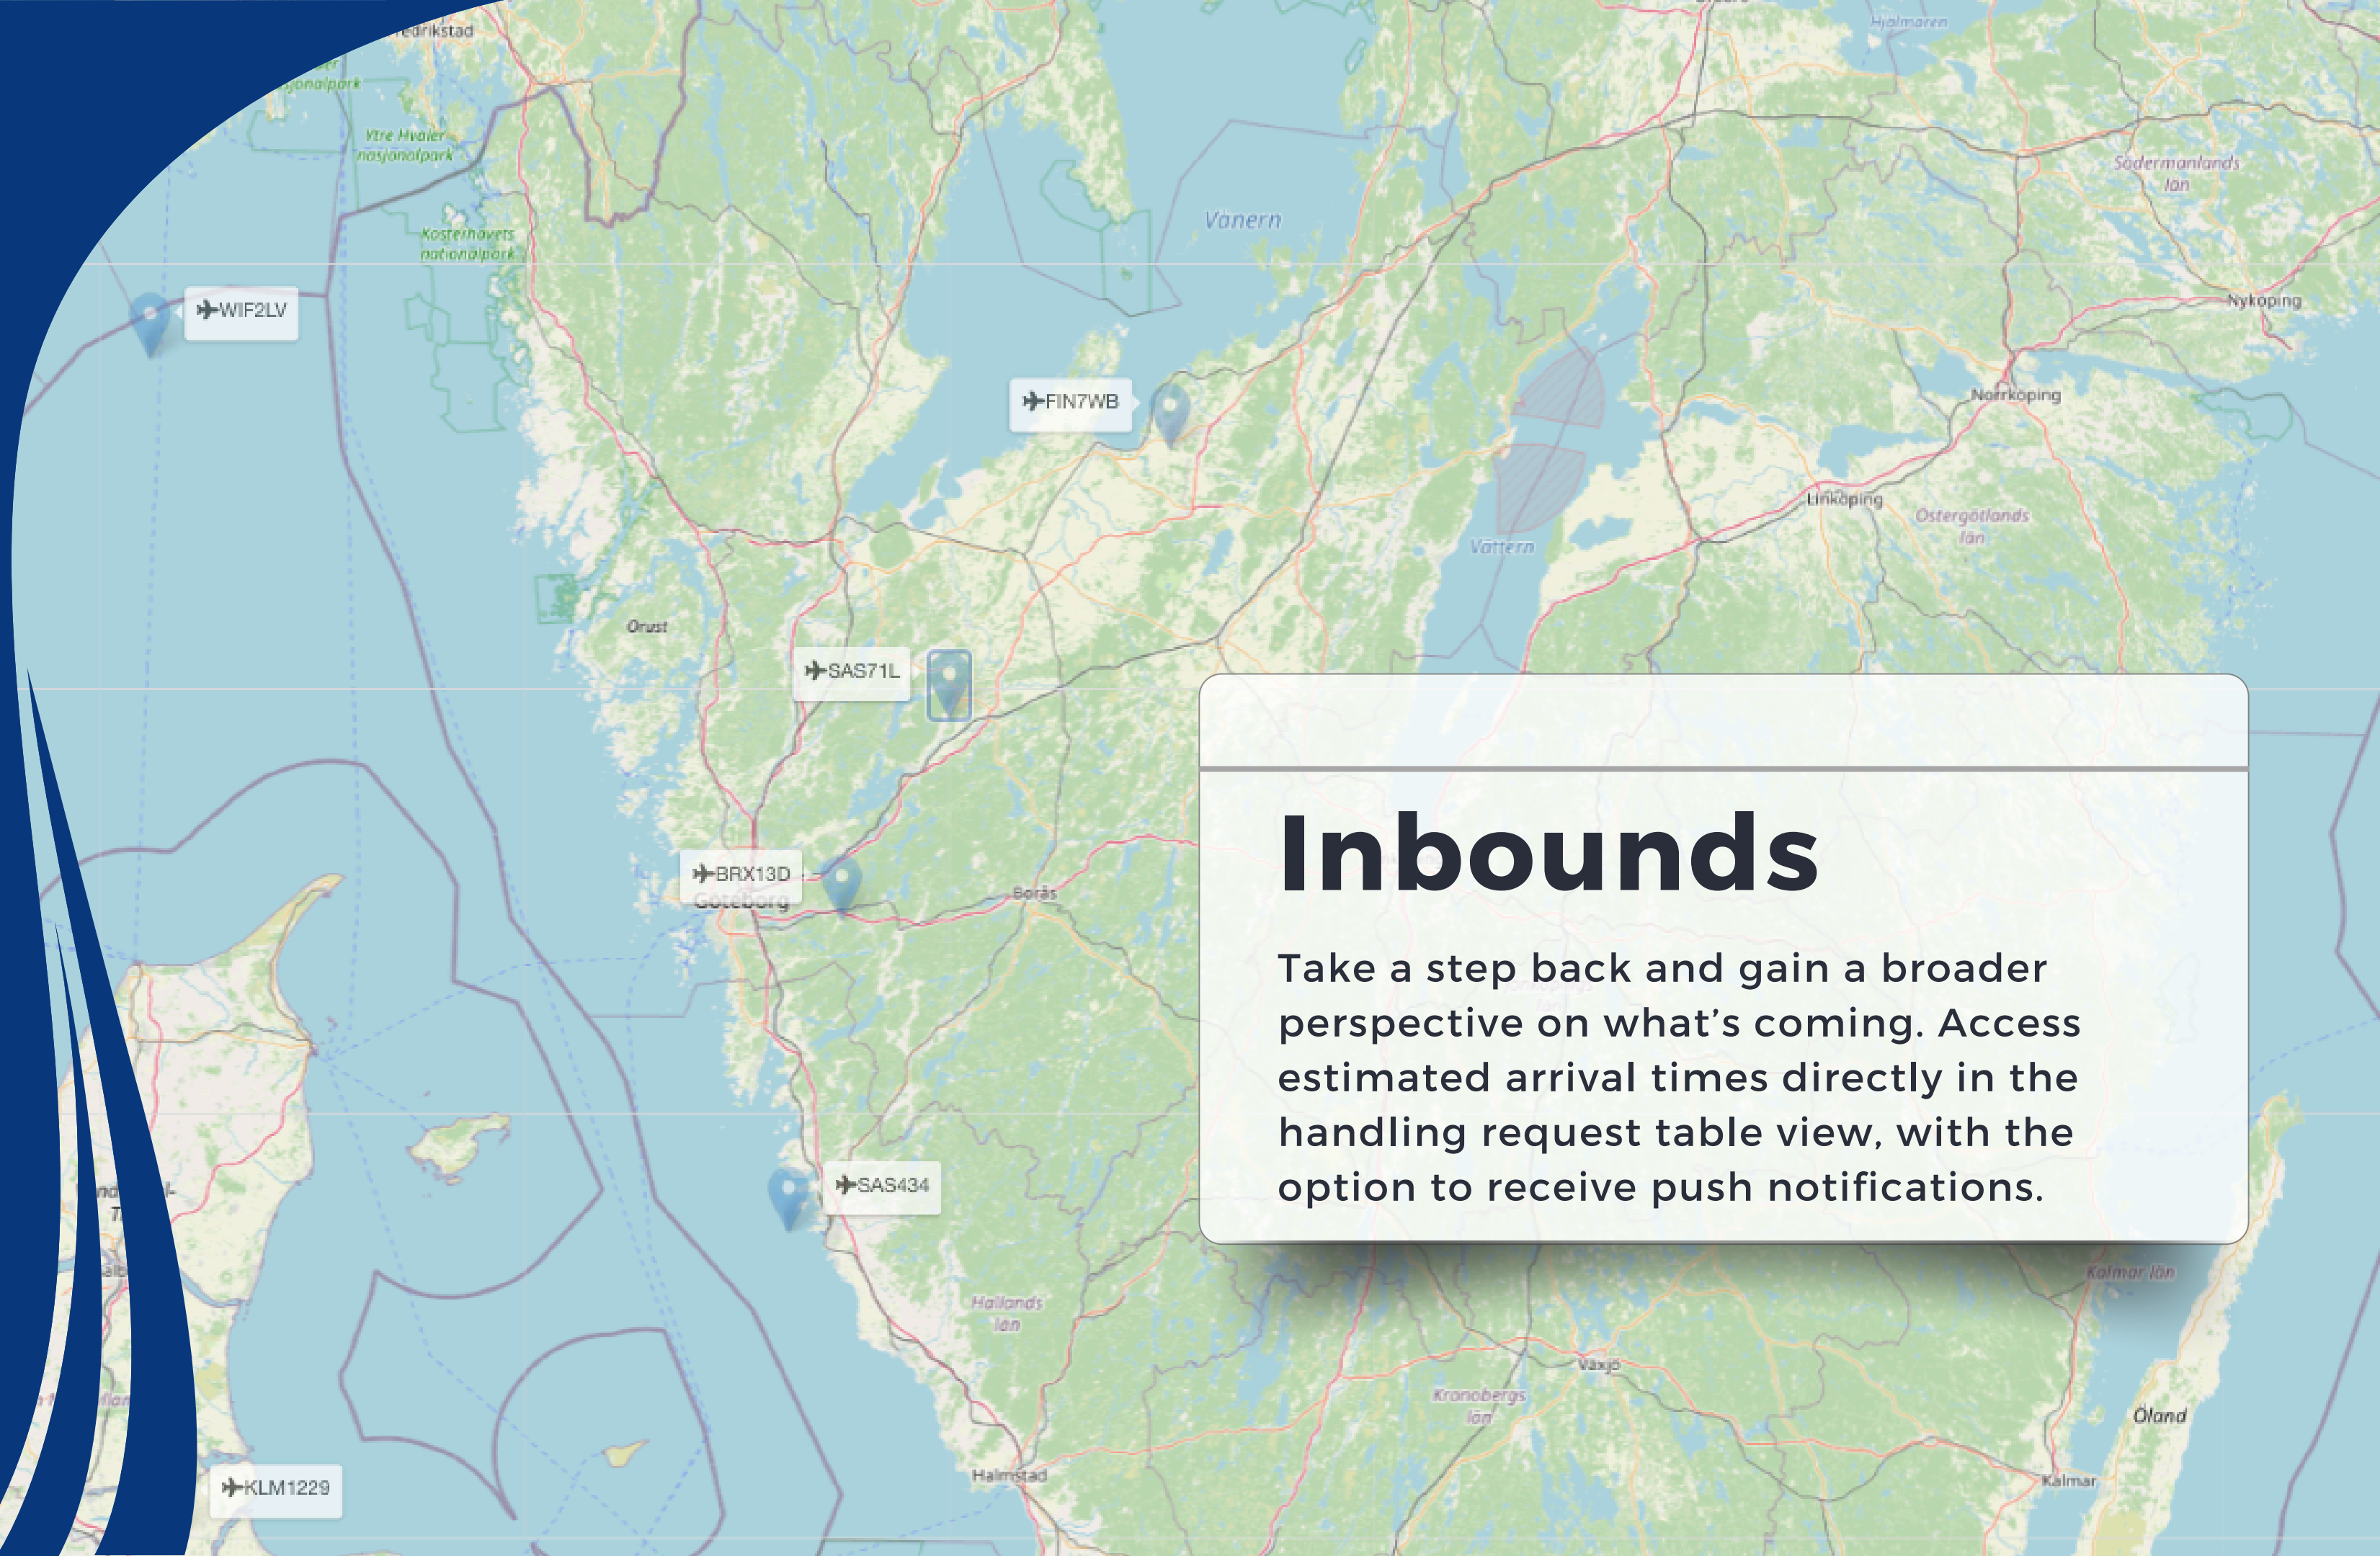 Hjälmaren
Ytre Hvaler
nasjonalpark
Södermanlands
län
Vänern
Kosterhavets
nationalpark
Nyköping
WIF2LV
Norrköping
FIN7WB
Linköping
Östergötlands
län
Vättern
Orust
SAS71L
Inbounds
BRX13D
Göteborg
Borås
Take a step back and gain a broader
perspective on what’s coming. Access
estimated arrival times directly in the
handling request table view, with the
option to receive push notifications.
SAS434
Kalmar län
Hallands
län
Växjö
Kronobergs
län
Öland
Halmstad
Kalmar
KLM1229